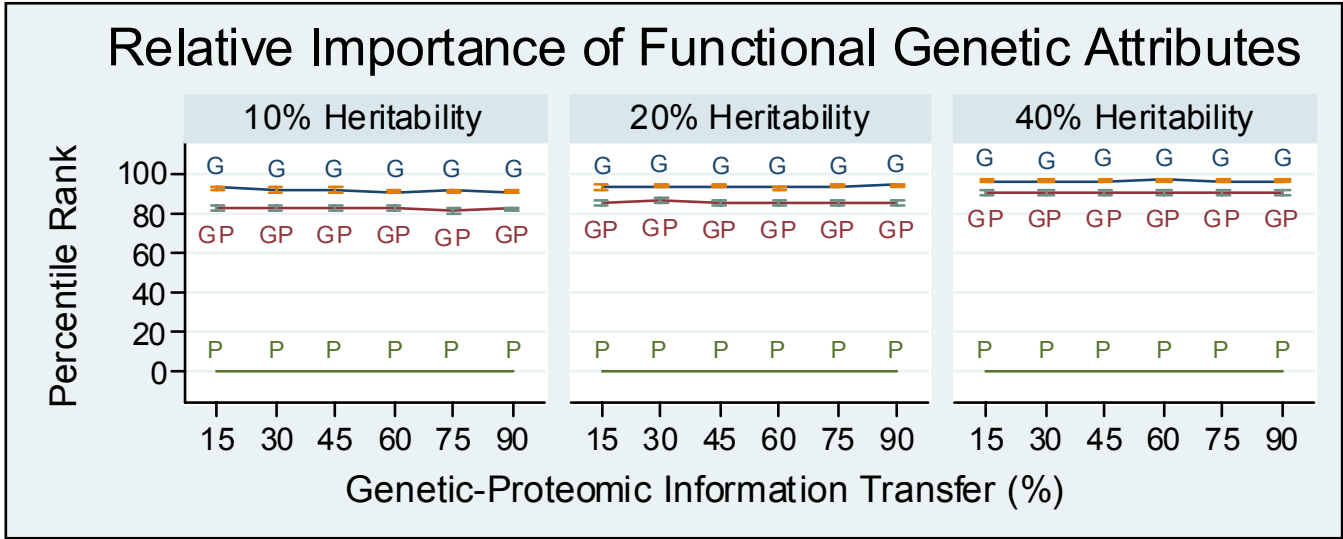 Relative Importance of Functional Genetic Attributes
10% Heritability 20% Heritability 40% Heritability
Percentile Rank
100
80
60
40
20
0
G G G G G G
GP GP GP GP GP GP
P P P P P P
G G G G G G
GP GP GP GP GP GP
P P P P P P
G G G G G G
GP GP GP GP GP GP
P P P P P P
15 30 45 60 75 90 15 30 45 60 75 90 15 30 45 60 75 90
Genetic-Proteomic Information Transfer (%)